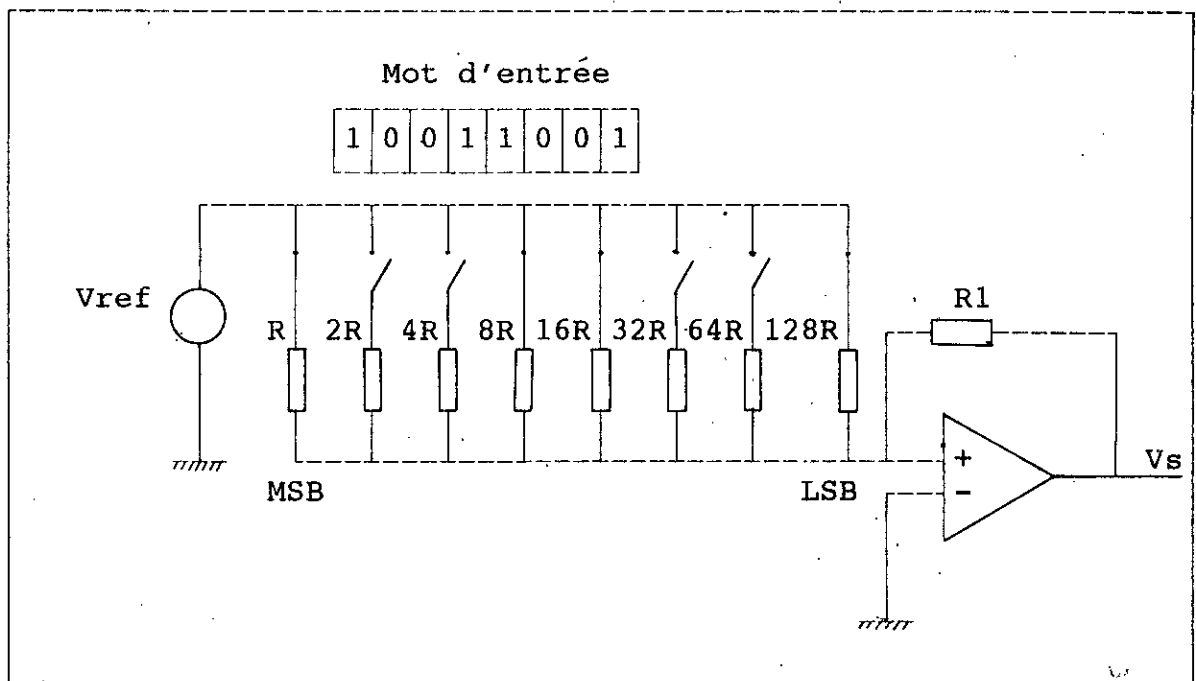 Mot d'entrée
1 0 0 1 1 0 0 1
Vref
R 2R 4R 8R 16R 32R 64R 128R
R1
+
-
Vs
MSB
LSB